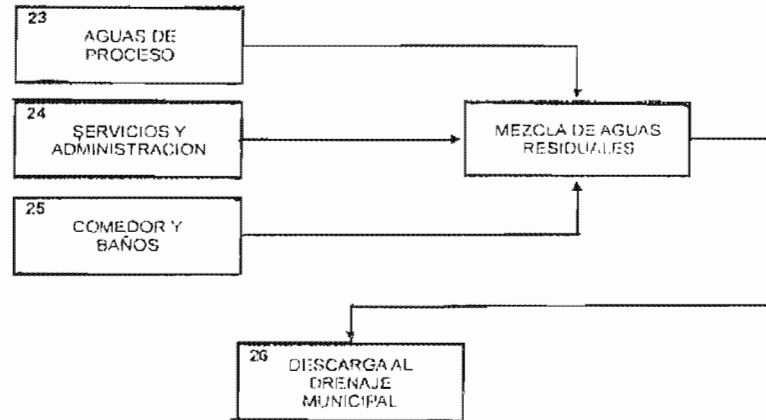 23
AGUAS DE
PROCESO
24
SERVICIOS Y
ADMINISTRACION
MEZCLA DE AGUAS
RESIDUALES
25
COMEDOR Y
BAÑOS
26
DESCARGA AL
DRENAJE
MUNICIPAL